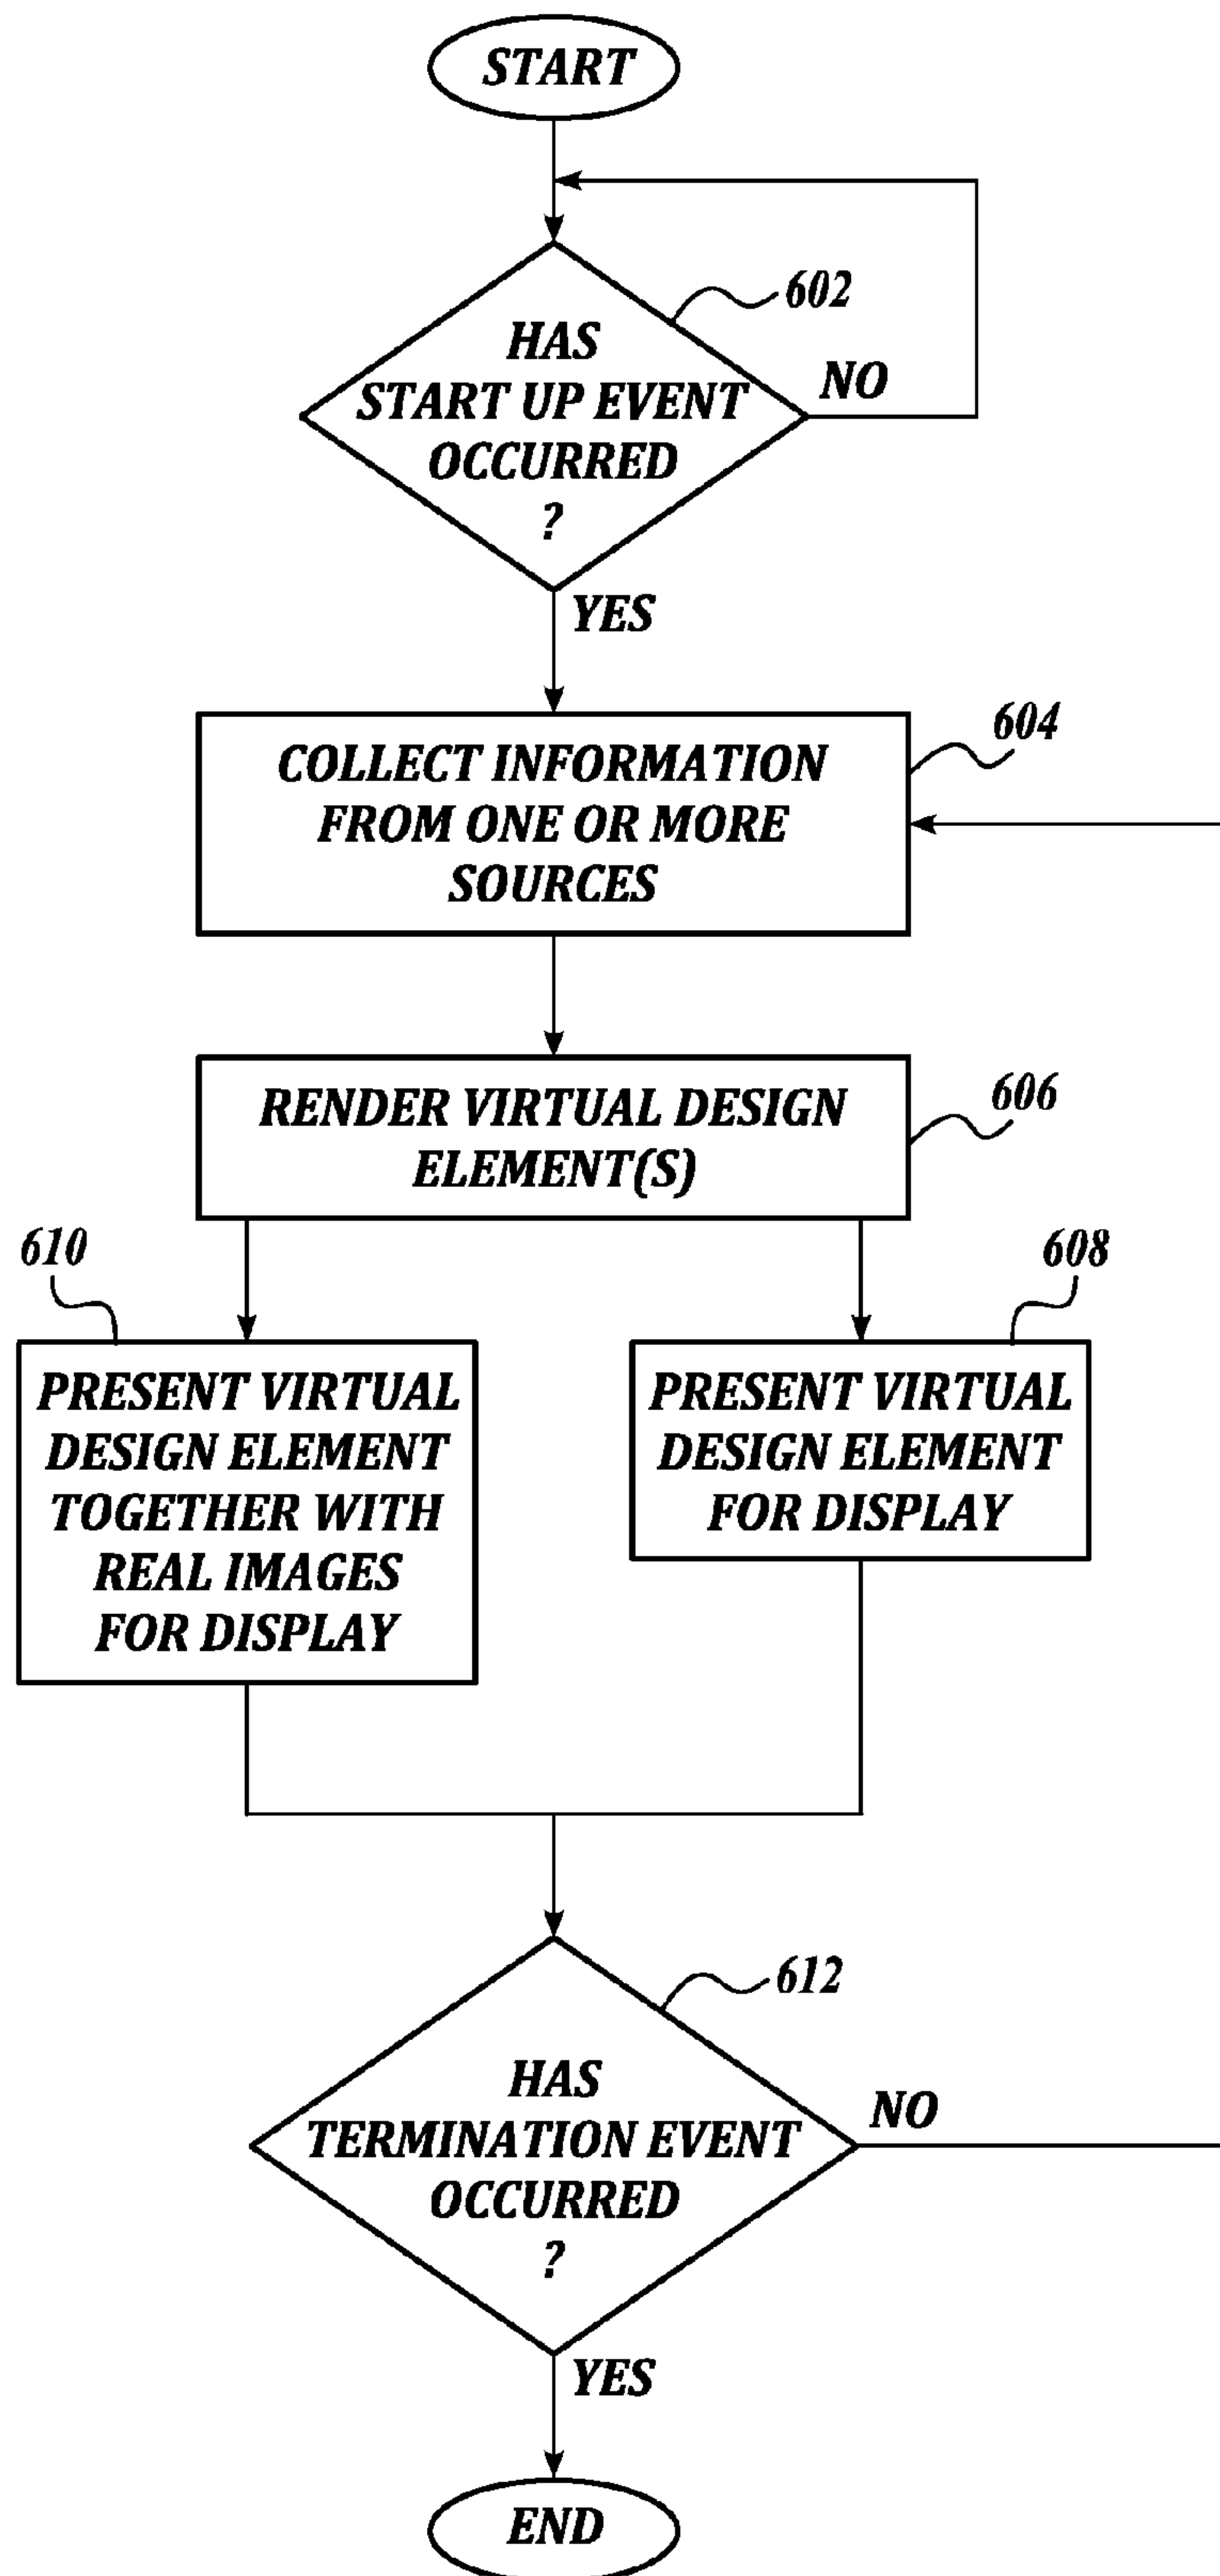 START
602
HAS
START UP EVENT
OCCURRED
?
NO
YES
604
COLLECT INFORMATION
FROM ONE OR MORE
SOURCES
606
RENDER VIRTUAL DESIGN
ELEMENT(S)
610
PRESENT VIRTUAL
DESIGN ELEMENT
TOGETHER WITH
REAL IMAGES
FOR DISPLAY
608
PRESENT VIRTUAL
DESIGN ELEMENT
FOR DISPLAY
612
HAS
TERMINATION EVENT
OCCURRED
?
NO
YES
END